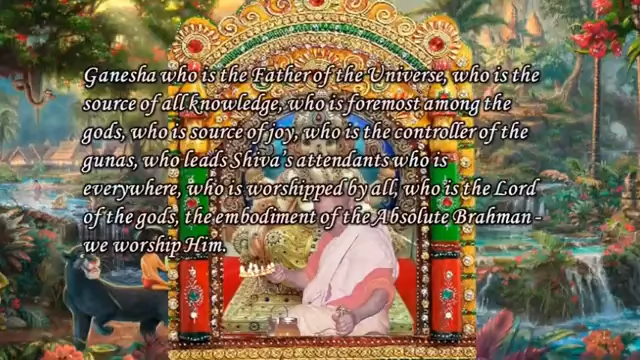 Ganesha who is the Father of the Universe, who is the
source of all knowledge, who is foremost among the
gods, who is source of joy, who is the controller of the
gunas, who leads Shiva's attendants who is
everywhere, who is worshipped by all, who is the Lord
of the gods, the embodiment of the Absolute Brahman -
we worship Him.